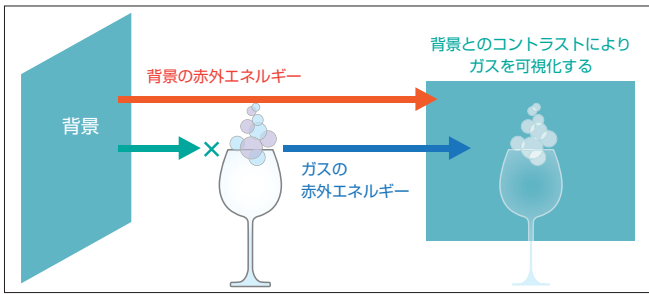 背景とのコントラストにより
ガスを可視化する
背景の赤外エネルギー
背景
ガスの
赤外エネルギー